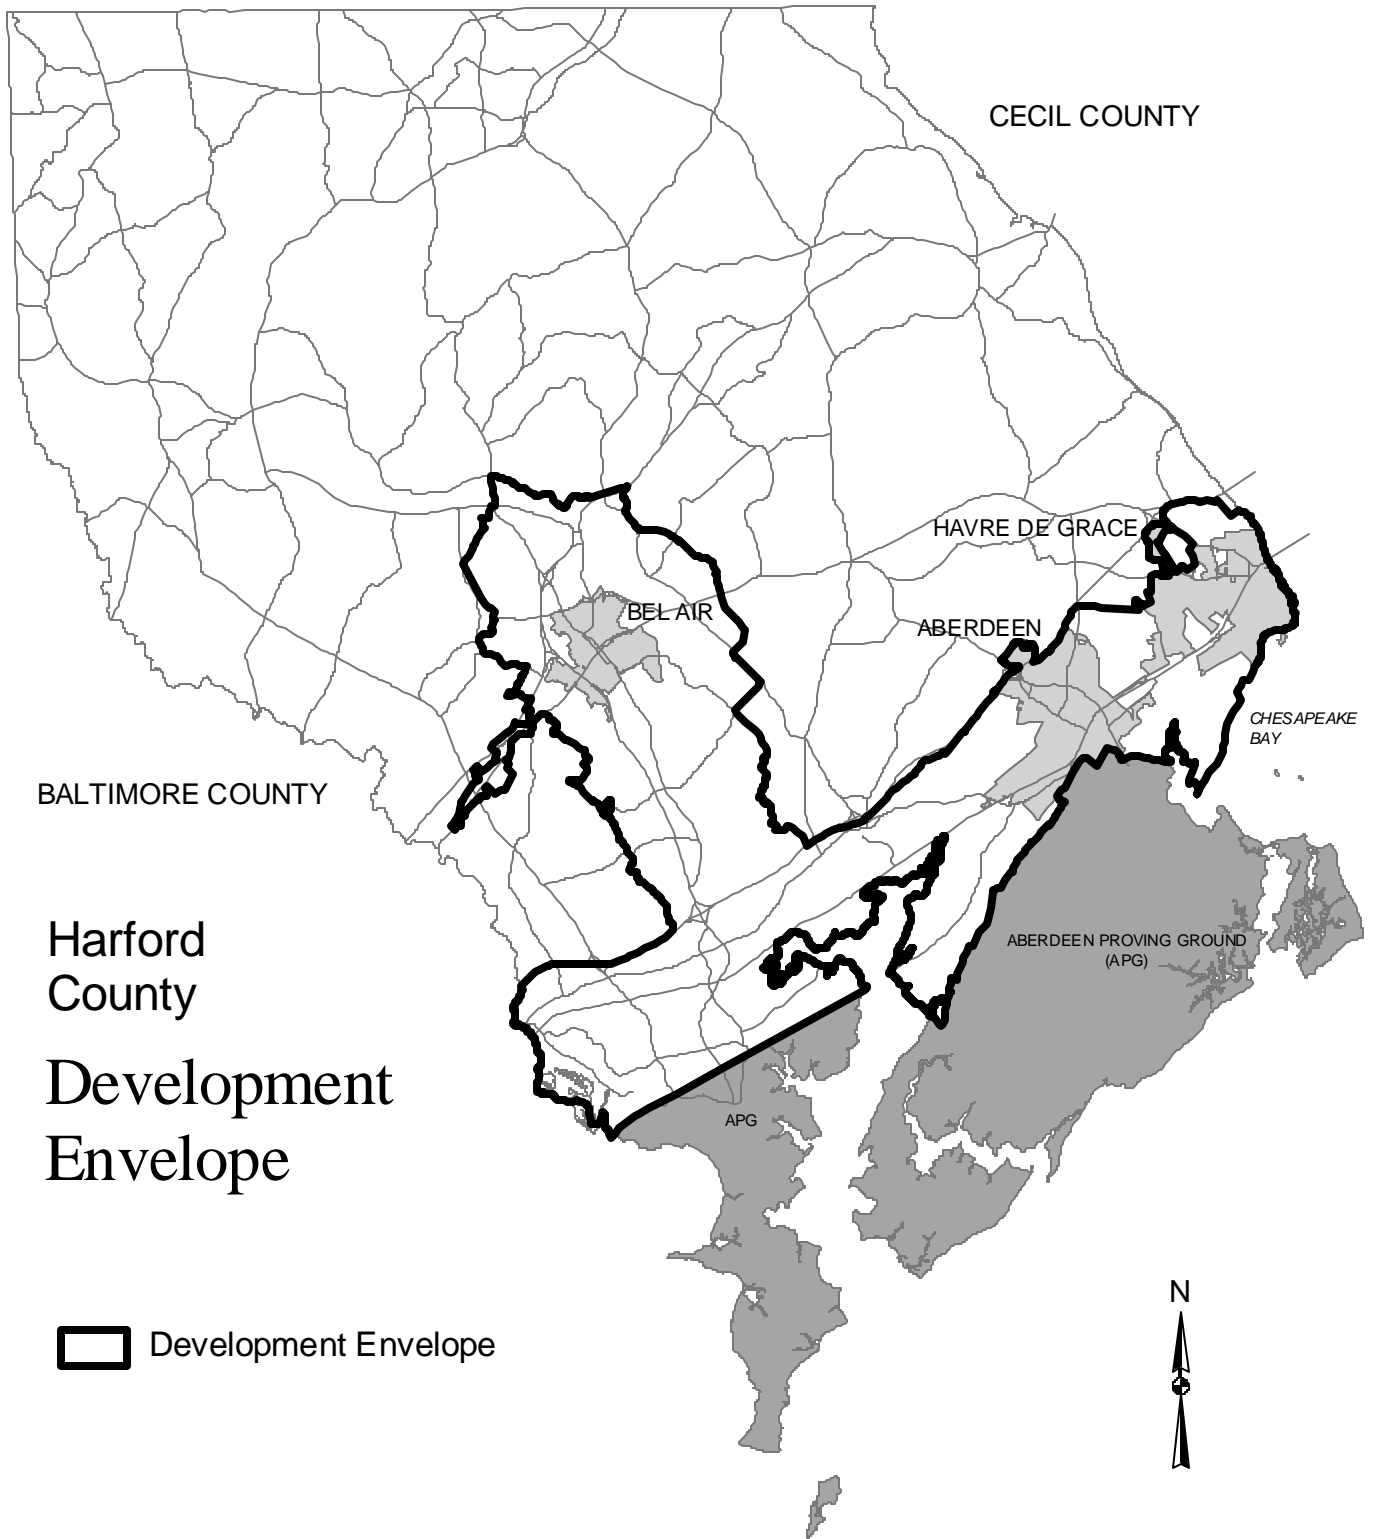 CECIL COUNTY
HAVRE DE GRACE
BEL AIR
ABERDEEN
CHESAPEAKE
BAY
BALTIMORE COUNTY
Harford
County
ABERDEEN PROVING GROUND
(APG)
Development
Envelope
APG
N
Development Envelope